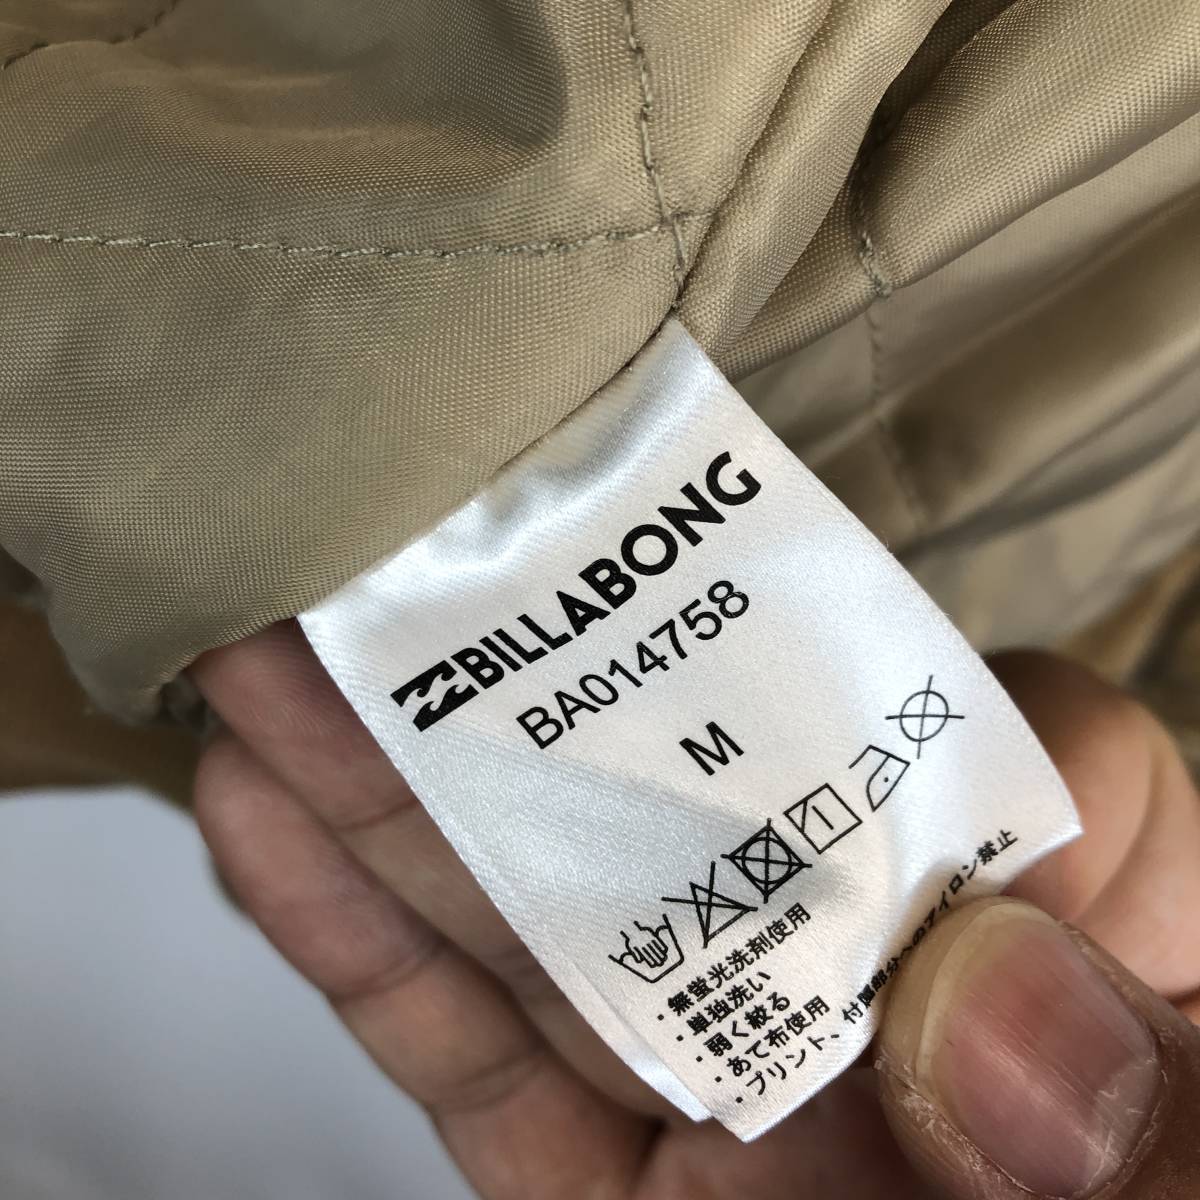 BILLABONG
BA014758
M
・無蛍光洗剤使用
・単独洗い
・弱く絞る
・あて布使用
・プリント、付属部分へのアイロン禁止